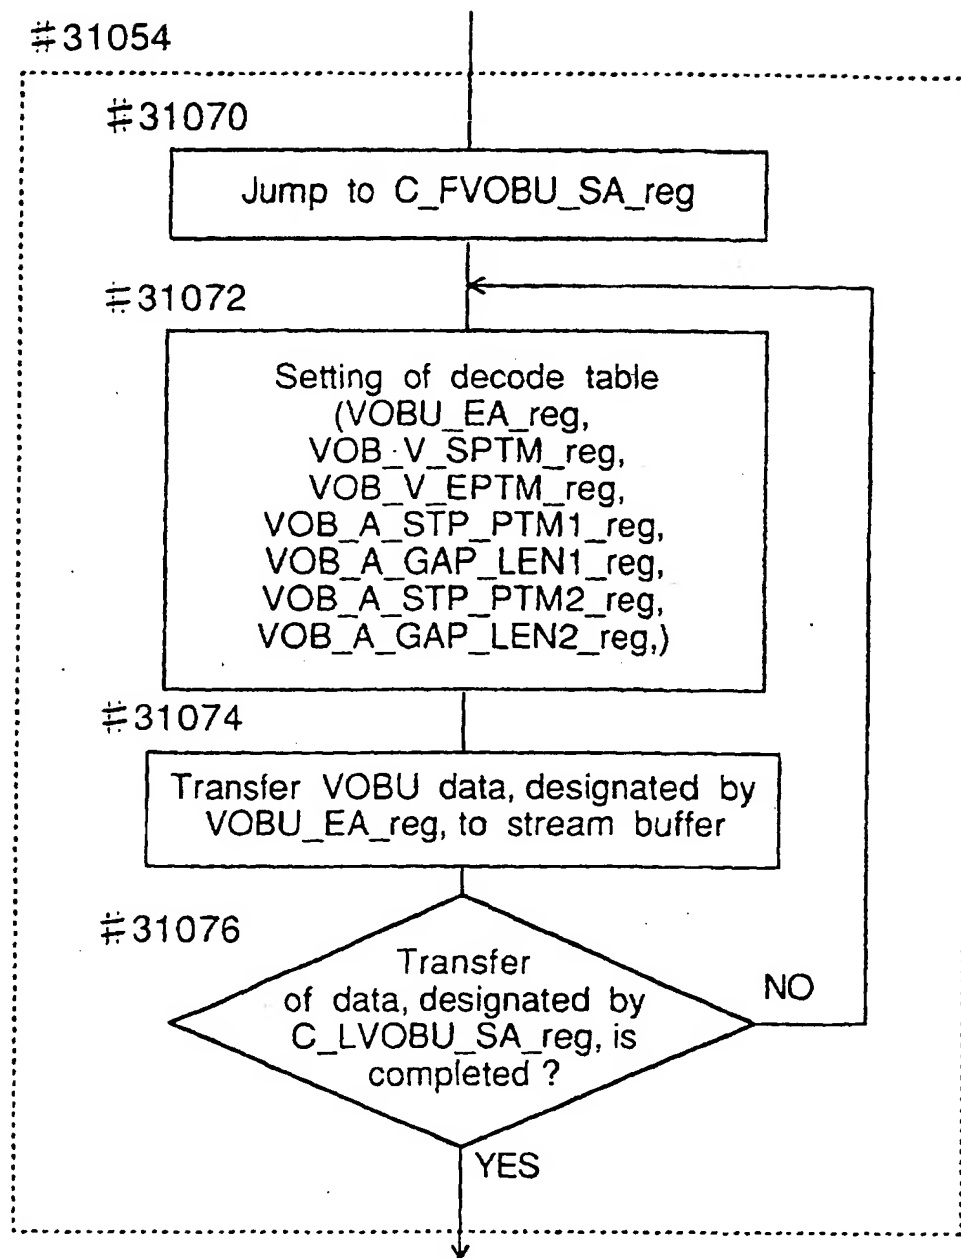 #31054
#31070
Jump to C_FVOBU_SA_reg
#31072
Setting of decode table
(VOBU_EA_reg,
VOB_V_SPTM_reg,
VOB_V_EPTM_reg,
VOB_A_STP_PTM1_reg,
VOB_A_GAP_LEN1_reg,
VOB_A_STP_PTM2_reg,
VOB_A_GAP_LEN2_reg,)
#31074
Transfer VOBU data, designated by
VOBU_EA_reg, to stream buffer
#31076
Transfer
of data, designated by
C_LVOBU_SA_reg, is
completed ?
NO
YES